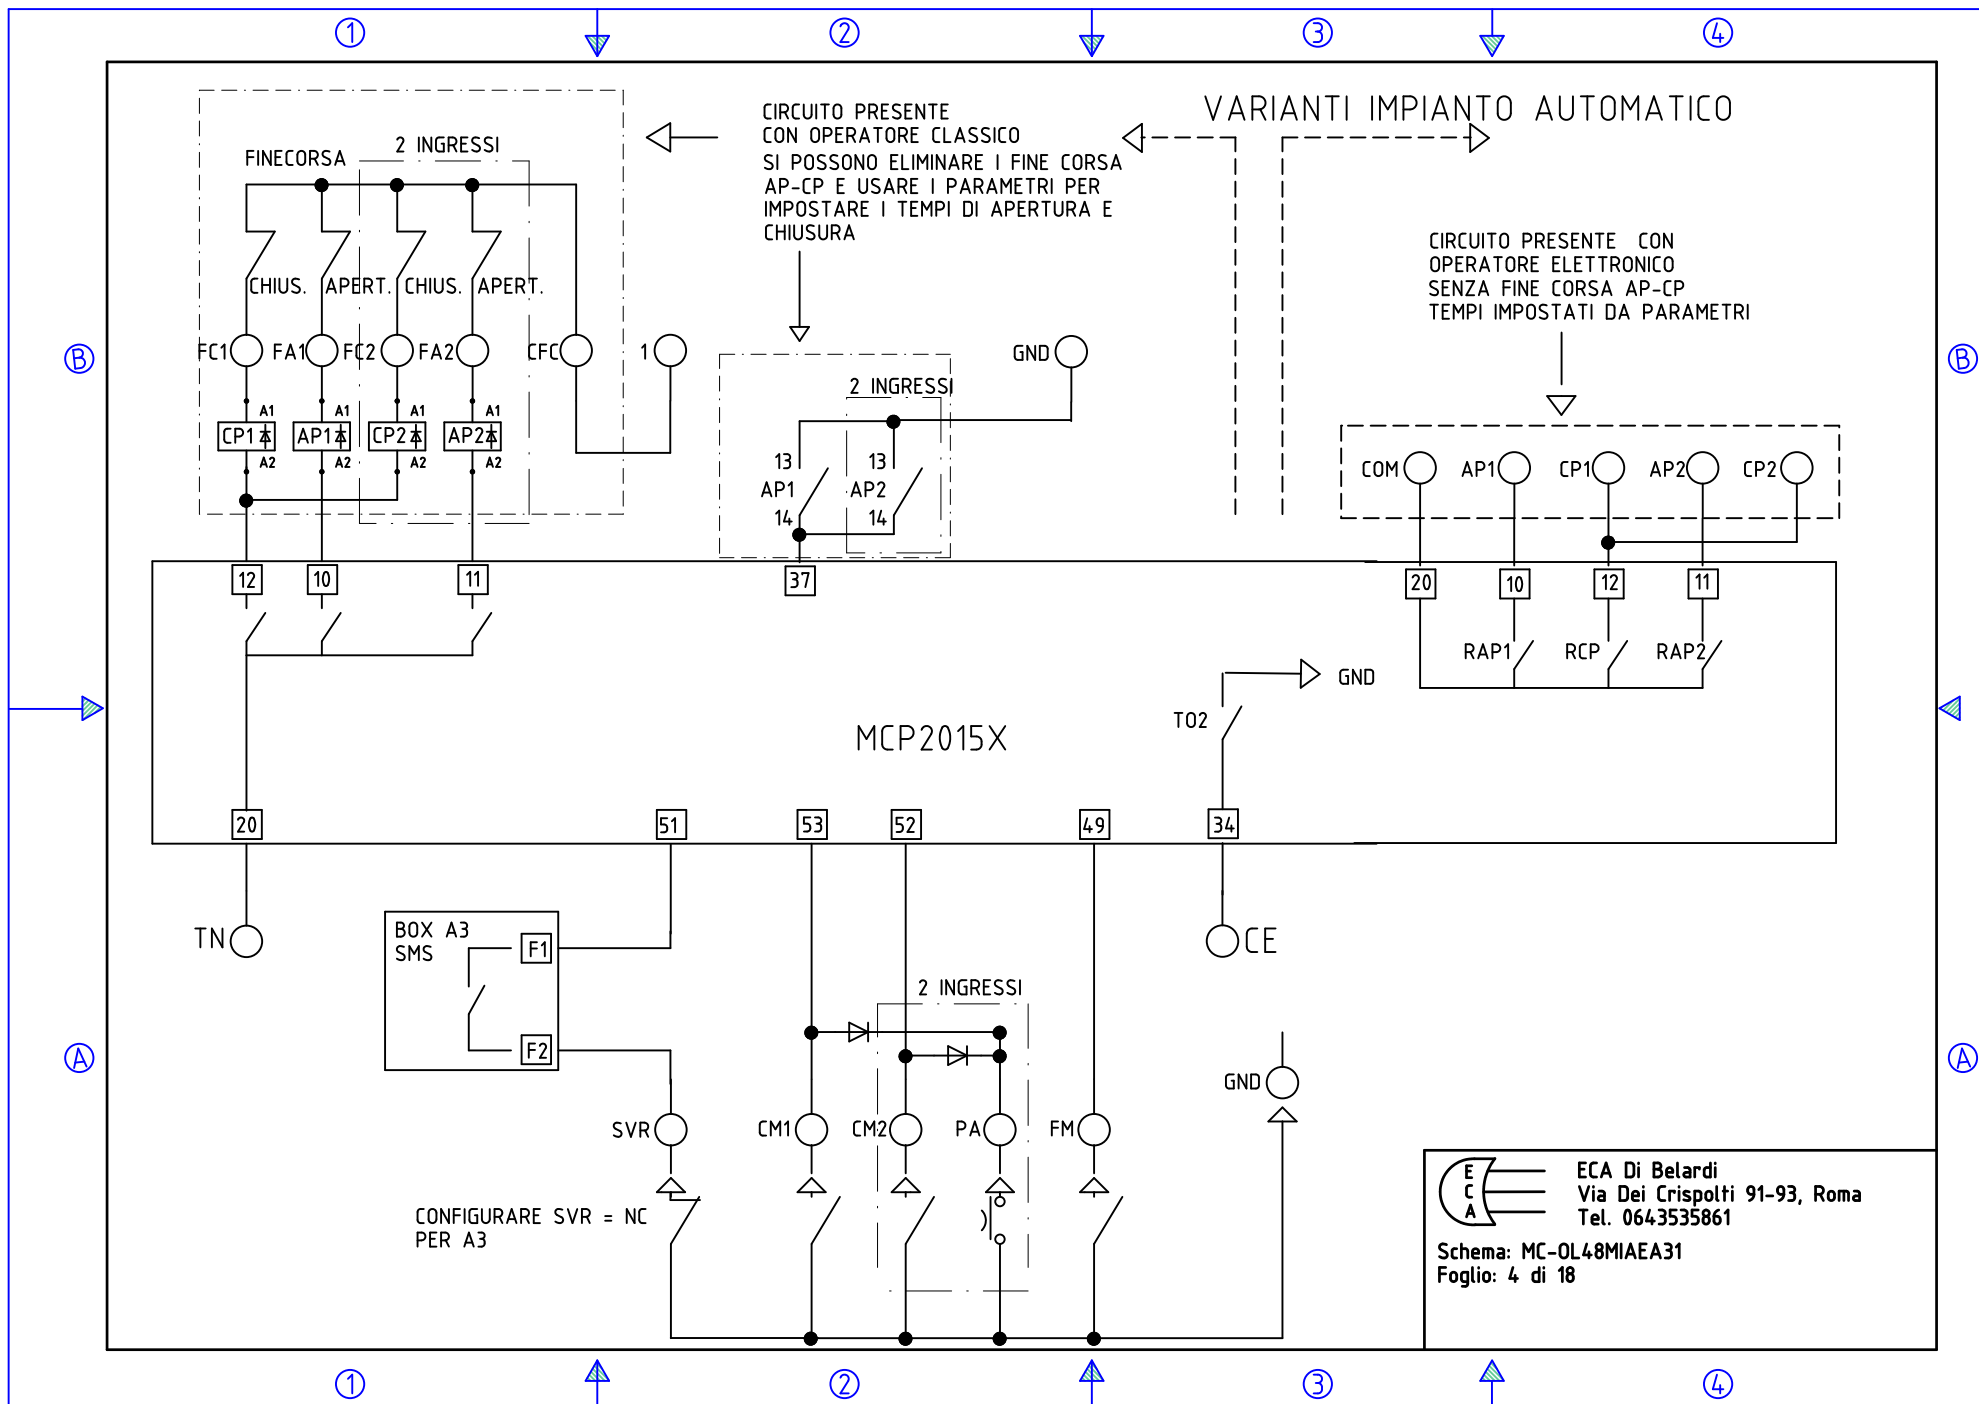 1 2 3 4
VARIANTI IMPIANTO AUTOMATICO
CIRCUITO PRESENTE
CON OPERATORE CLASSICO
SI POSSONO ELIMINARE I FINE CORSA
AP-CP E USARE I PARAMETRI PER
IMPOSTARE I TEMPI DI APERTURA E
CHIUSURA
FINECORSA
2 INGRESSI
CHIUS. APERT. CHIUS. APERT.
CIRCUITO PRESENTE CON
OPERATORE ELETTRONICO
SENZA FINE CORSA AP-CP
TEMPI IMPOSTATI DA PARAMETRI
B
FC1 FA1 FC2 FA2 CFC 1
GND
B
2 INGRESSI
A1 A1 A1 A1
CP1 AP1 CP2 AP2
A2 A2 A2 A2
13 13
AP1 AP2
14 14
COM AP1 CP1 AP2 CP2
12 10 11 37 20 10 12 11
RAP1 RCP RAP2
GND
TO2
MCP2015X
20 51 53 52 49 34
TN
BOX A3
SMS
F1
F2
CE
2 INGRESSI
A
GND
A
SVR CM1 CM2 PA FM
CONFIGURARE SVR = NC
PER A3
E
C
A
ECA Di Belardi
Via Dei Crispolti 91-93, Roma
Tel. 0643535861
Schema: MC-OL48MIAEA31
Foglio: 4 di 18
1 2 3 4